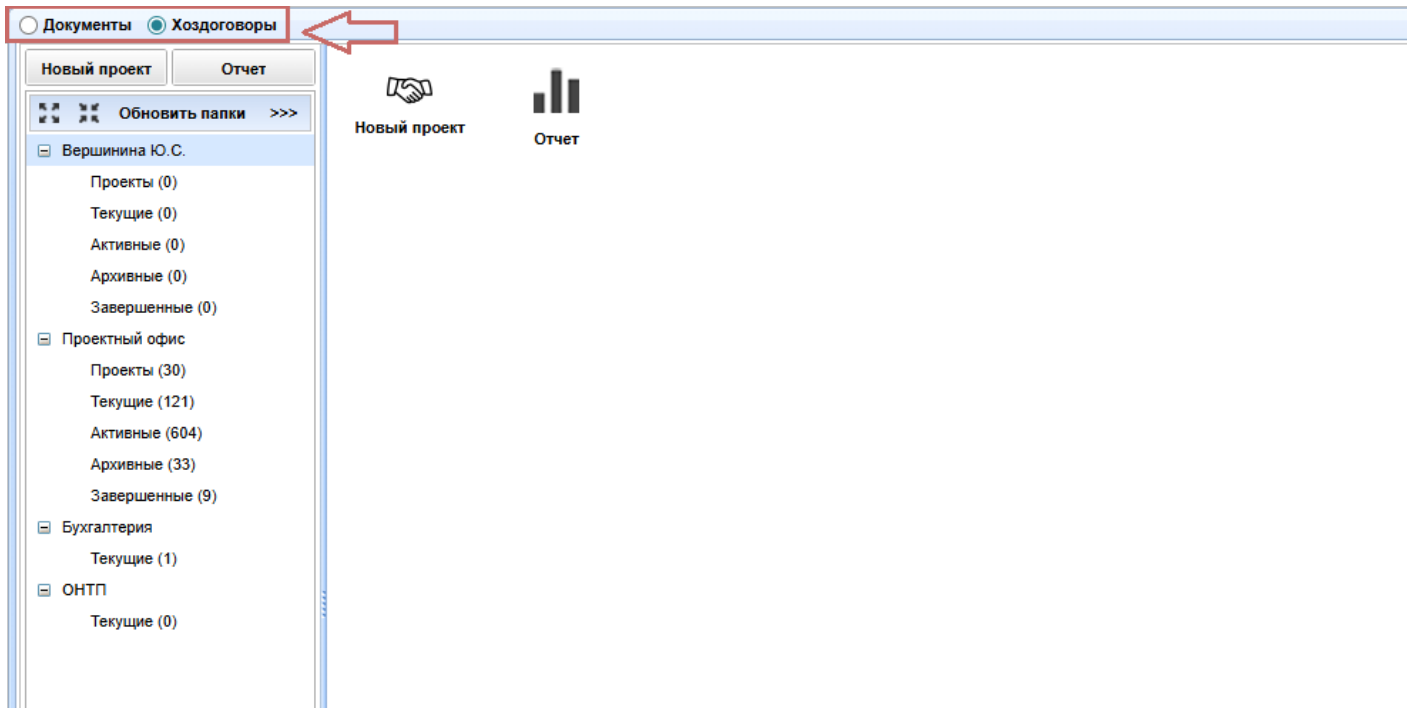 Документы Хоздоговоры
Новый проект Отчет
Обновить папки >>>
Вершинина Ю.С.
Проекты (0)
Текущие (0)
Активные (0)
Архивные (0)
Завершенные (0)
Проектный офис
Проекты (30)
Текущие (121)
Активные (604)
Архивные (33)
Завершенные (9)
Бухгалтерия
Текущие (1)
ОНТП
Текущие (0)
Новый проект
Отчет